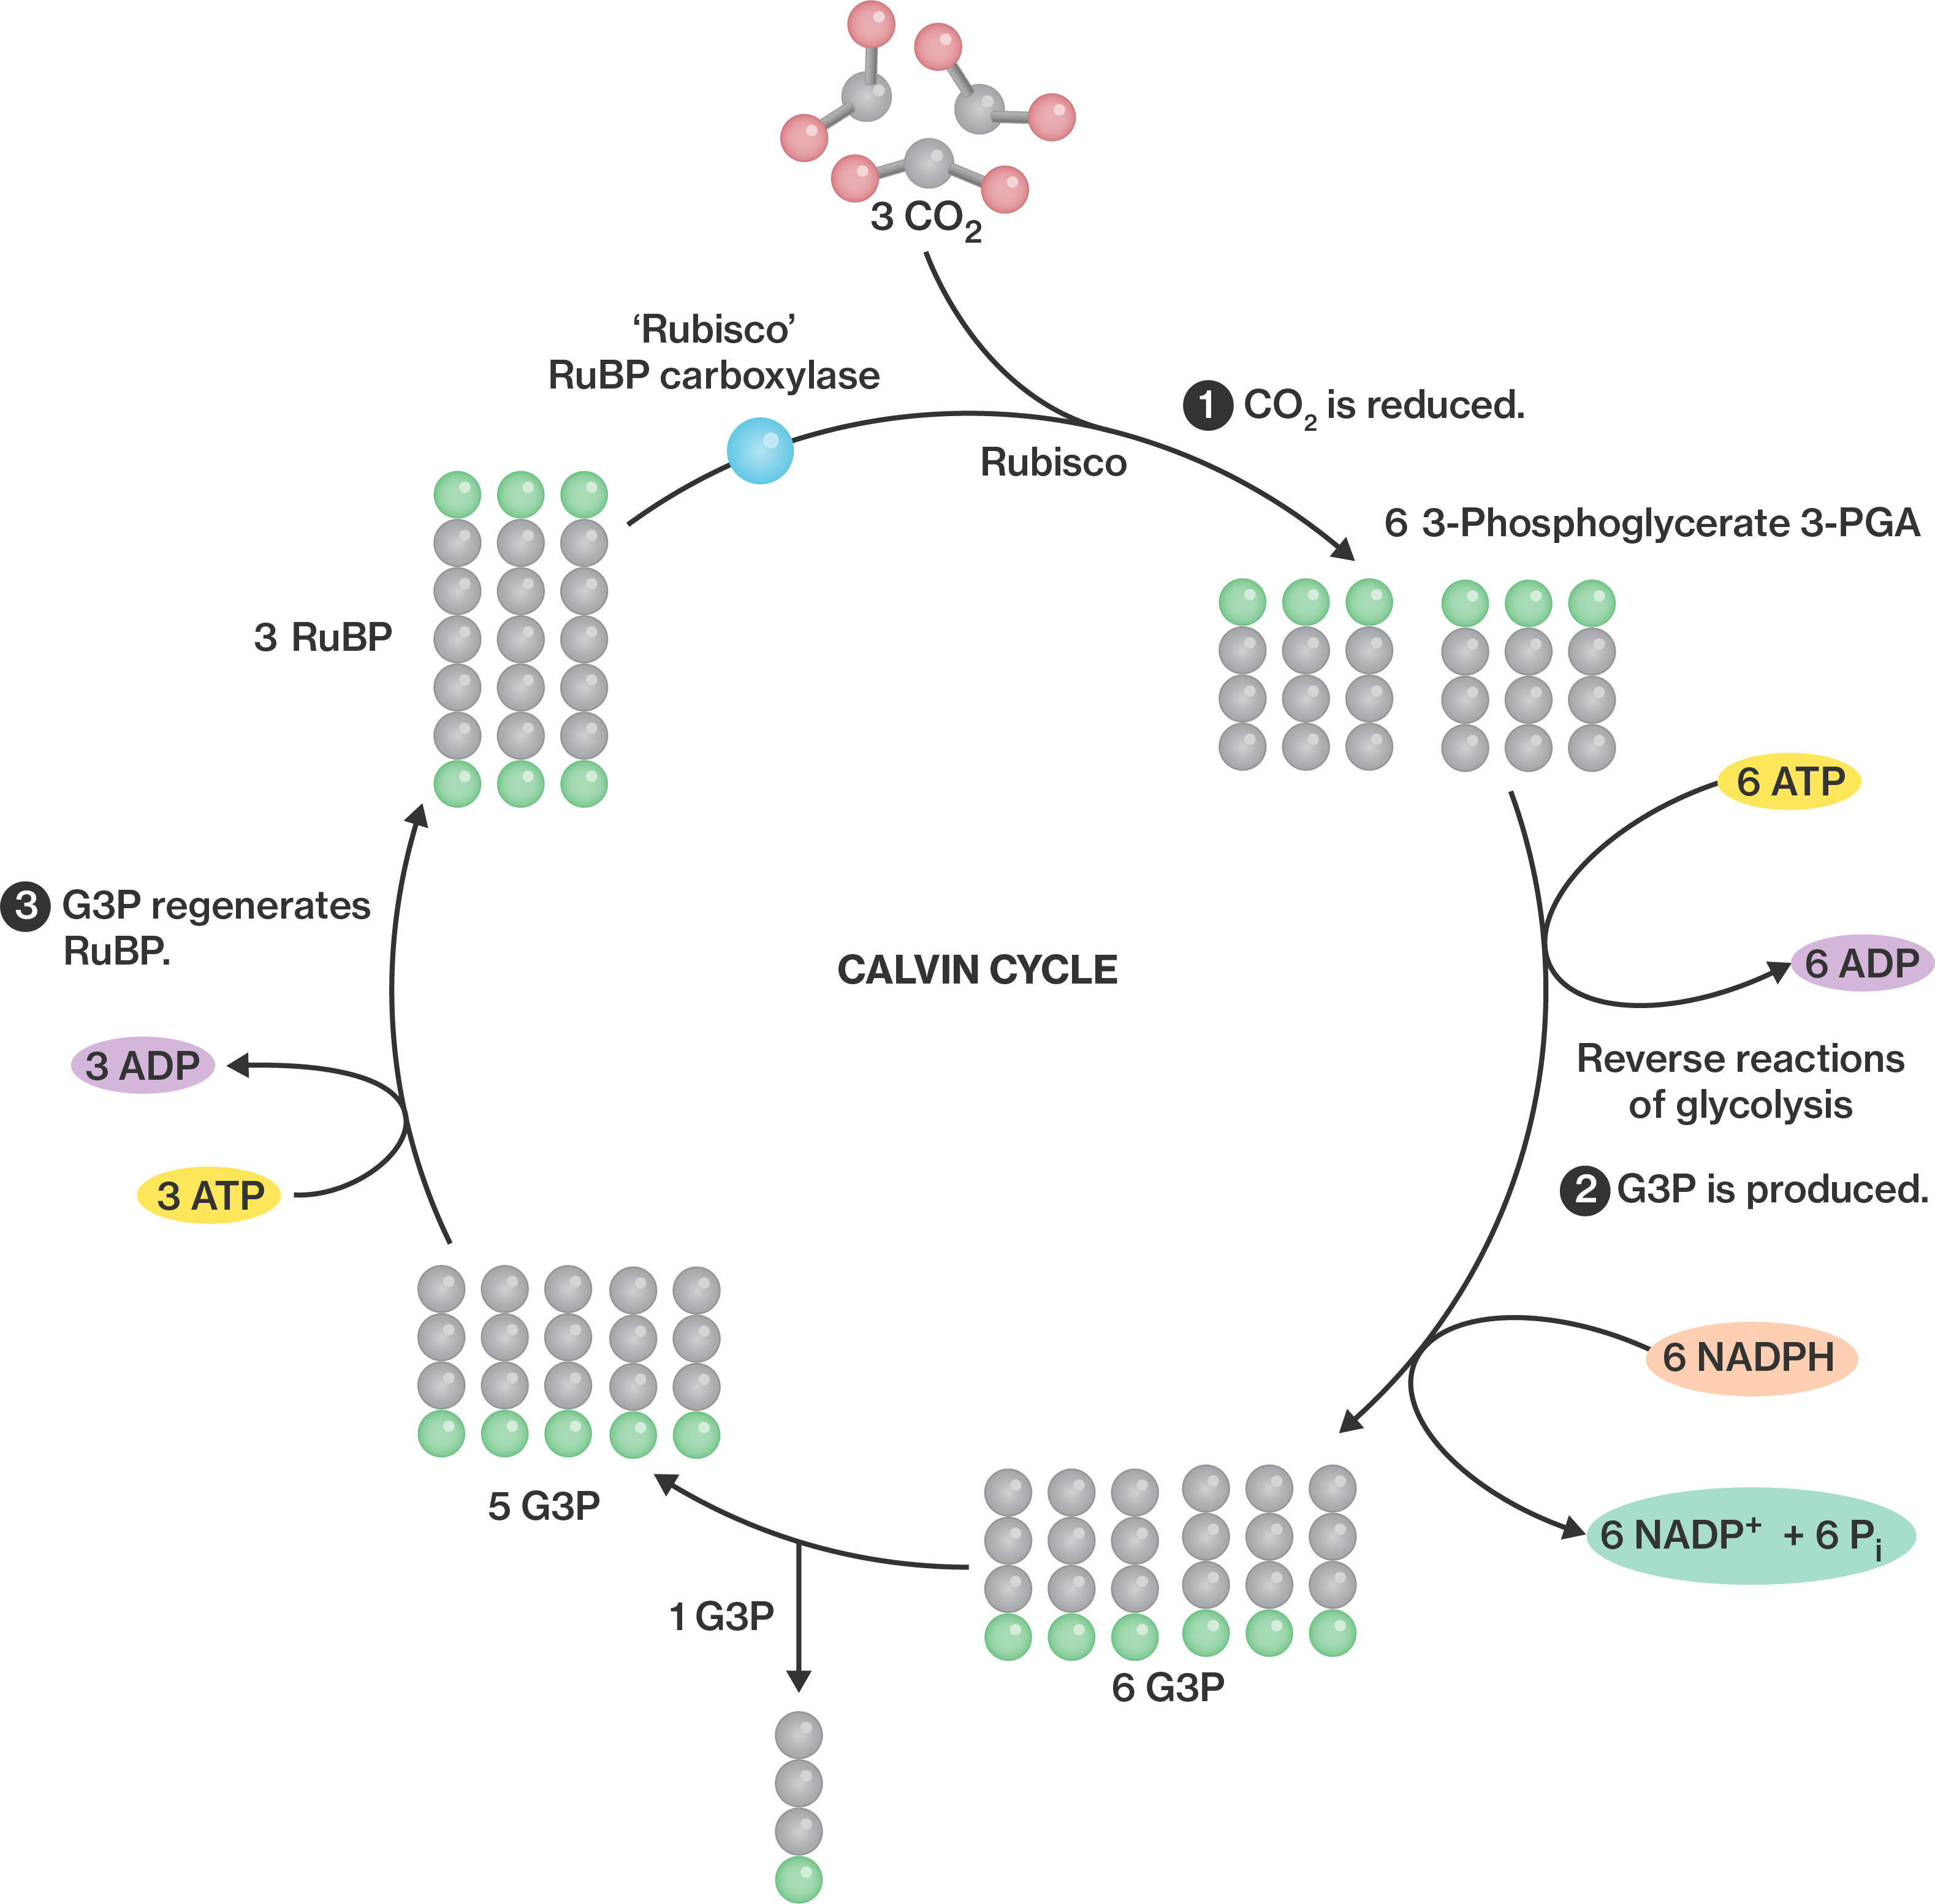 3 CO₂
‘Rubisco’
RuBP carboxylase
1 CO₂ is reduced.
Rubisco
6 3-Phosphoglycerate 3-PGA
3 RuBP
6 ATP
3 G3P regenerates
RuBP.
CALVIN CYCLE
6 ADP
Reverse reactions
of glycolysis
3 ADP
3 ATP
2 G3P is produced.
6 NADPH
5 G3P
6 NADP⁺ + 6 Pᵢ
1 G3P
6 G3P